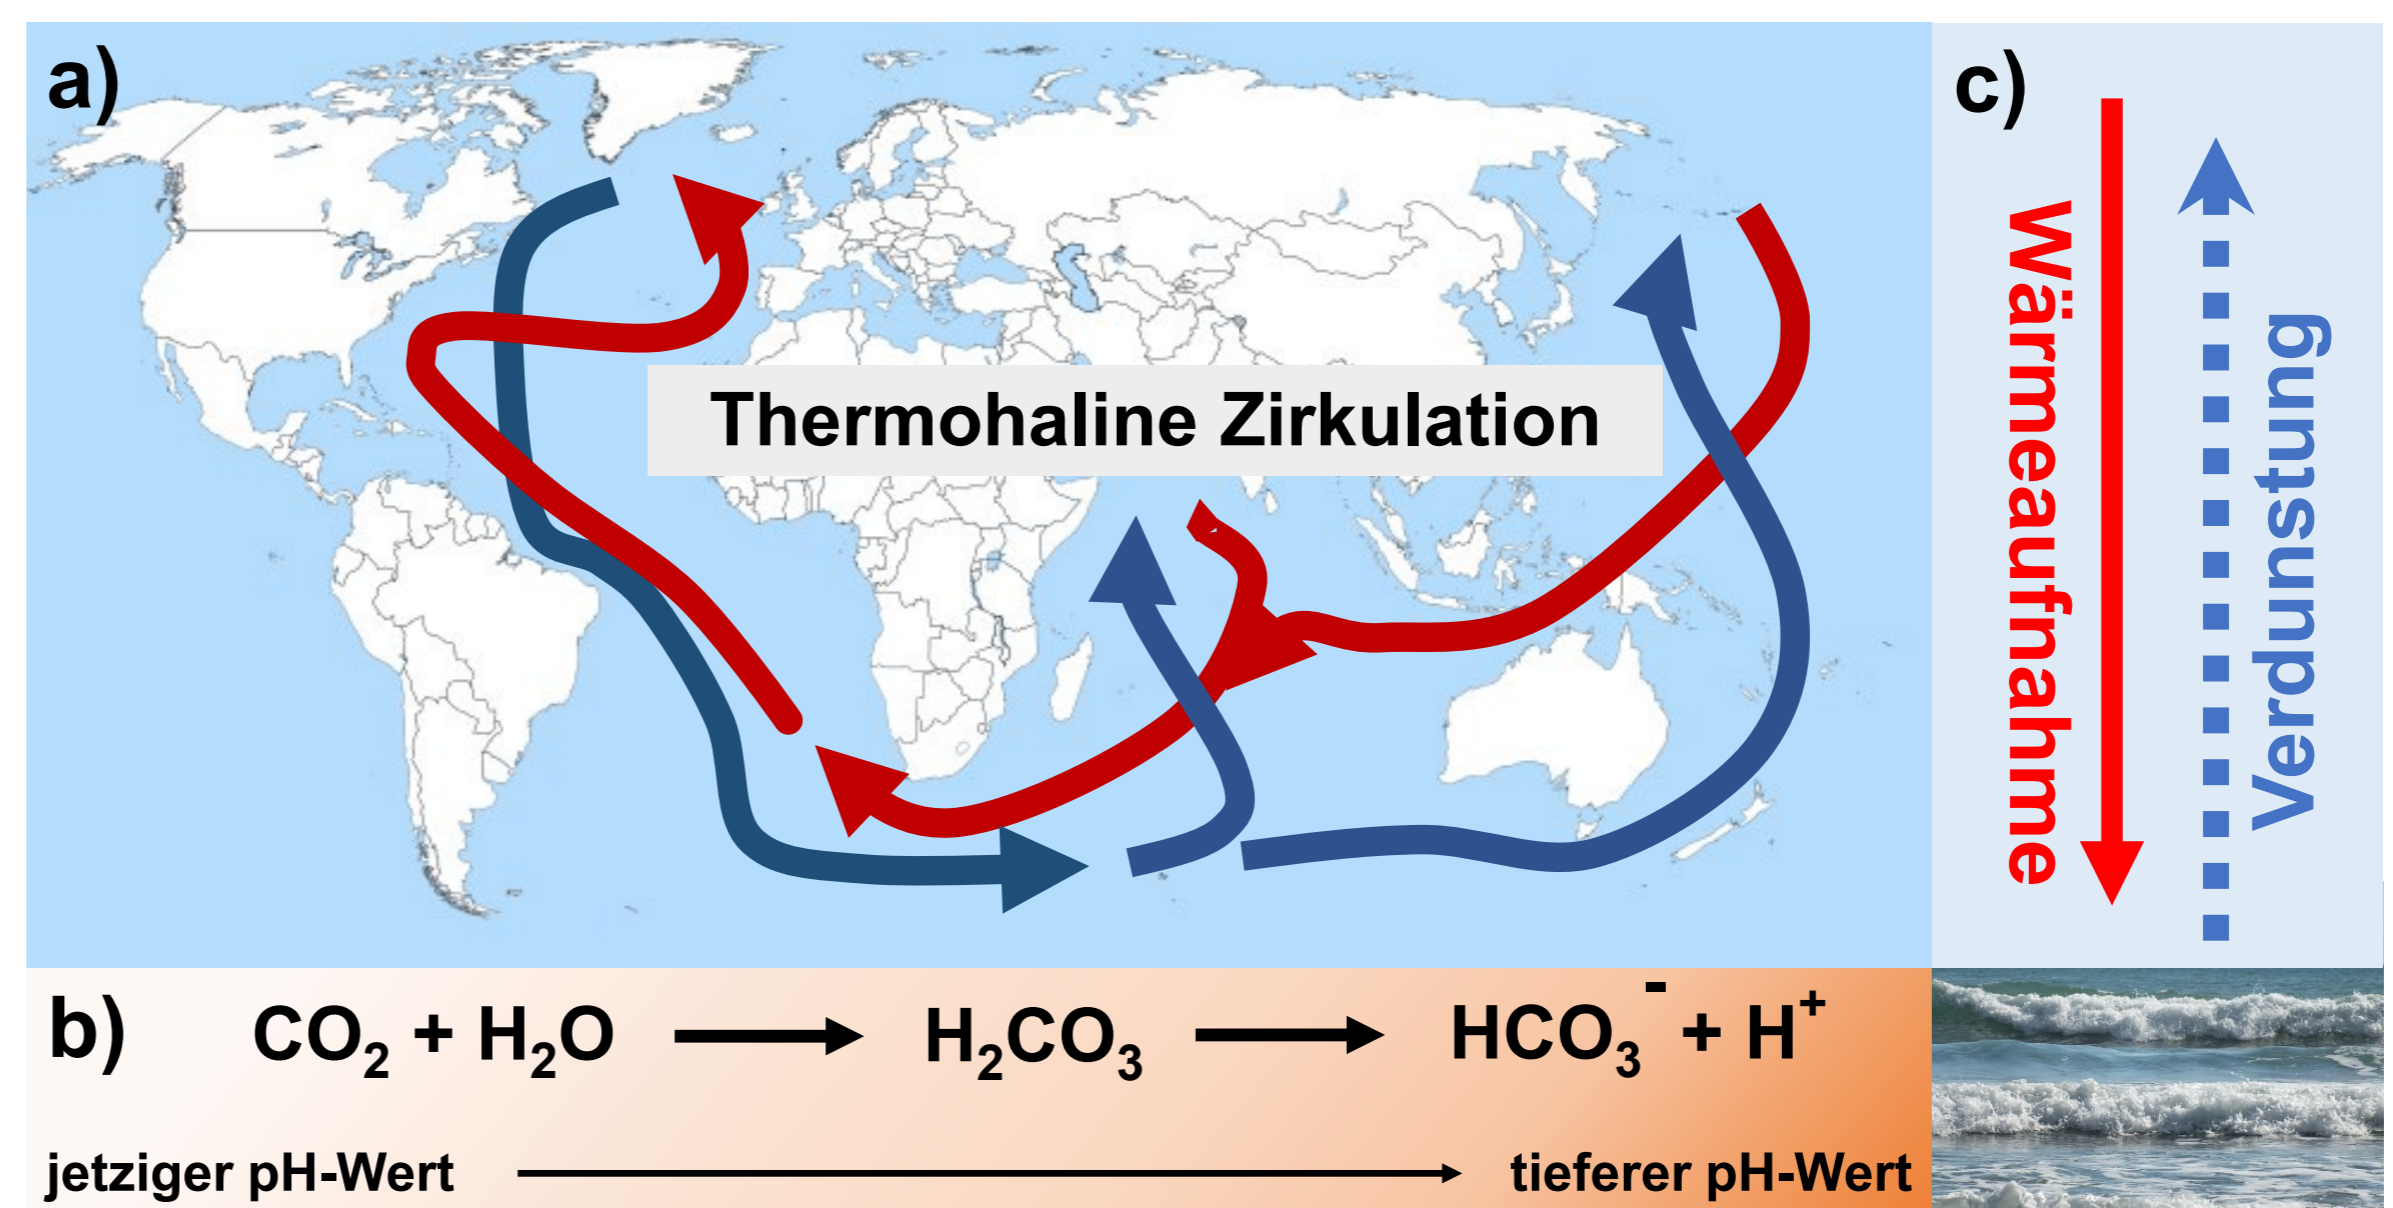 a)
Thermohaline Zirkulation
b)
CO₂ + H₂O ⟶ H₂CO₃ ⟶ HCO₃⁻ + H⁺
jetziger pH-Wert ⟶ tieferer pH-Wert
c)
Wärmeaufnahme
Verdunstung